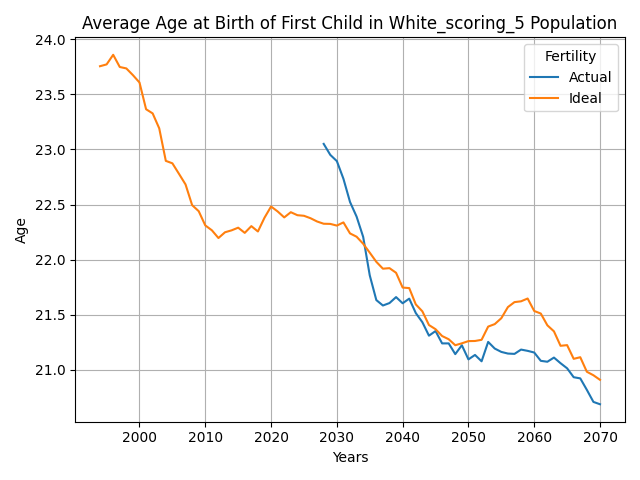 Average Age at Birth of First Child in White_scoring_5 Population
Fertility
Actual
Ideal
Age
24.0
23.5
23.0
22.5
22.0
21.5
21.0
2000 2010 2020 2030 2040 2050 2060 2070
Years